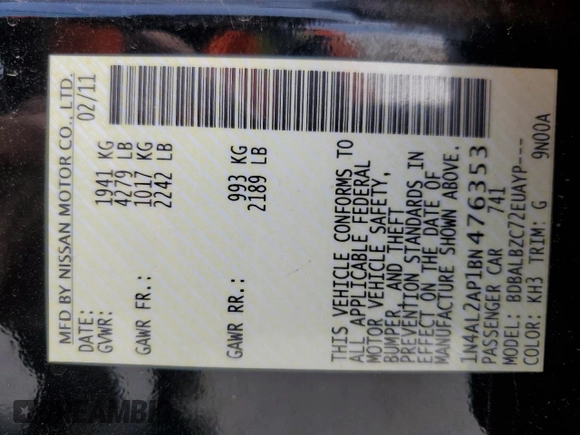 MFD BY NISSAN MOTOR CO., LTD.
DATE: 02/11
GVWR: 1941 KG
4279 LB
GAWR FR.: 1017 KG
2242 LB
GAWR RR.: 993 KG
2189 LB
THIS VEHICLE CONFORMS TO
ALL APPLICABLE FEDERAL
MOTOR VEHICLE SAFETY,
BUMPER, AND THEFT
PREVENTION STANDARDS IN
EFFECT ON THE DATE OF
MANUFACTURE SHOWN ABOVE.
1N4AL2AP1BN476353
PASSENGER CAR 741
MODEL: BDBALBZC72EUAYP---
COLOR: KH3 TRIM: G 9N00A
DREAMBID